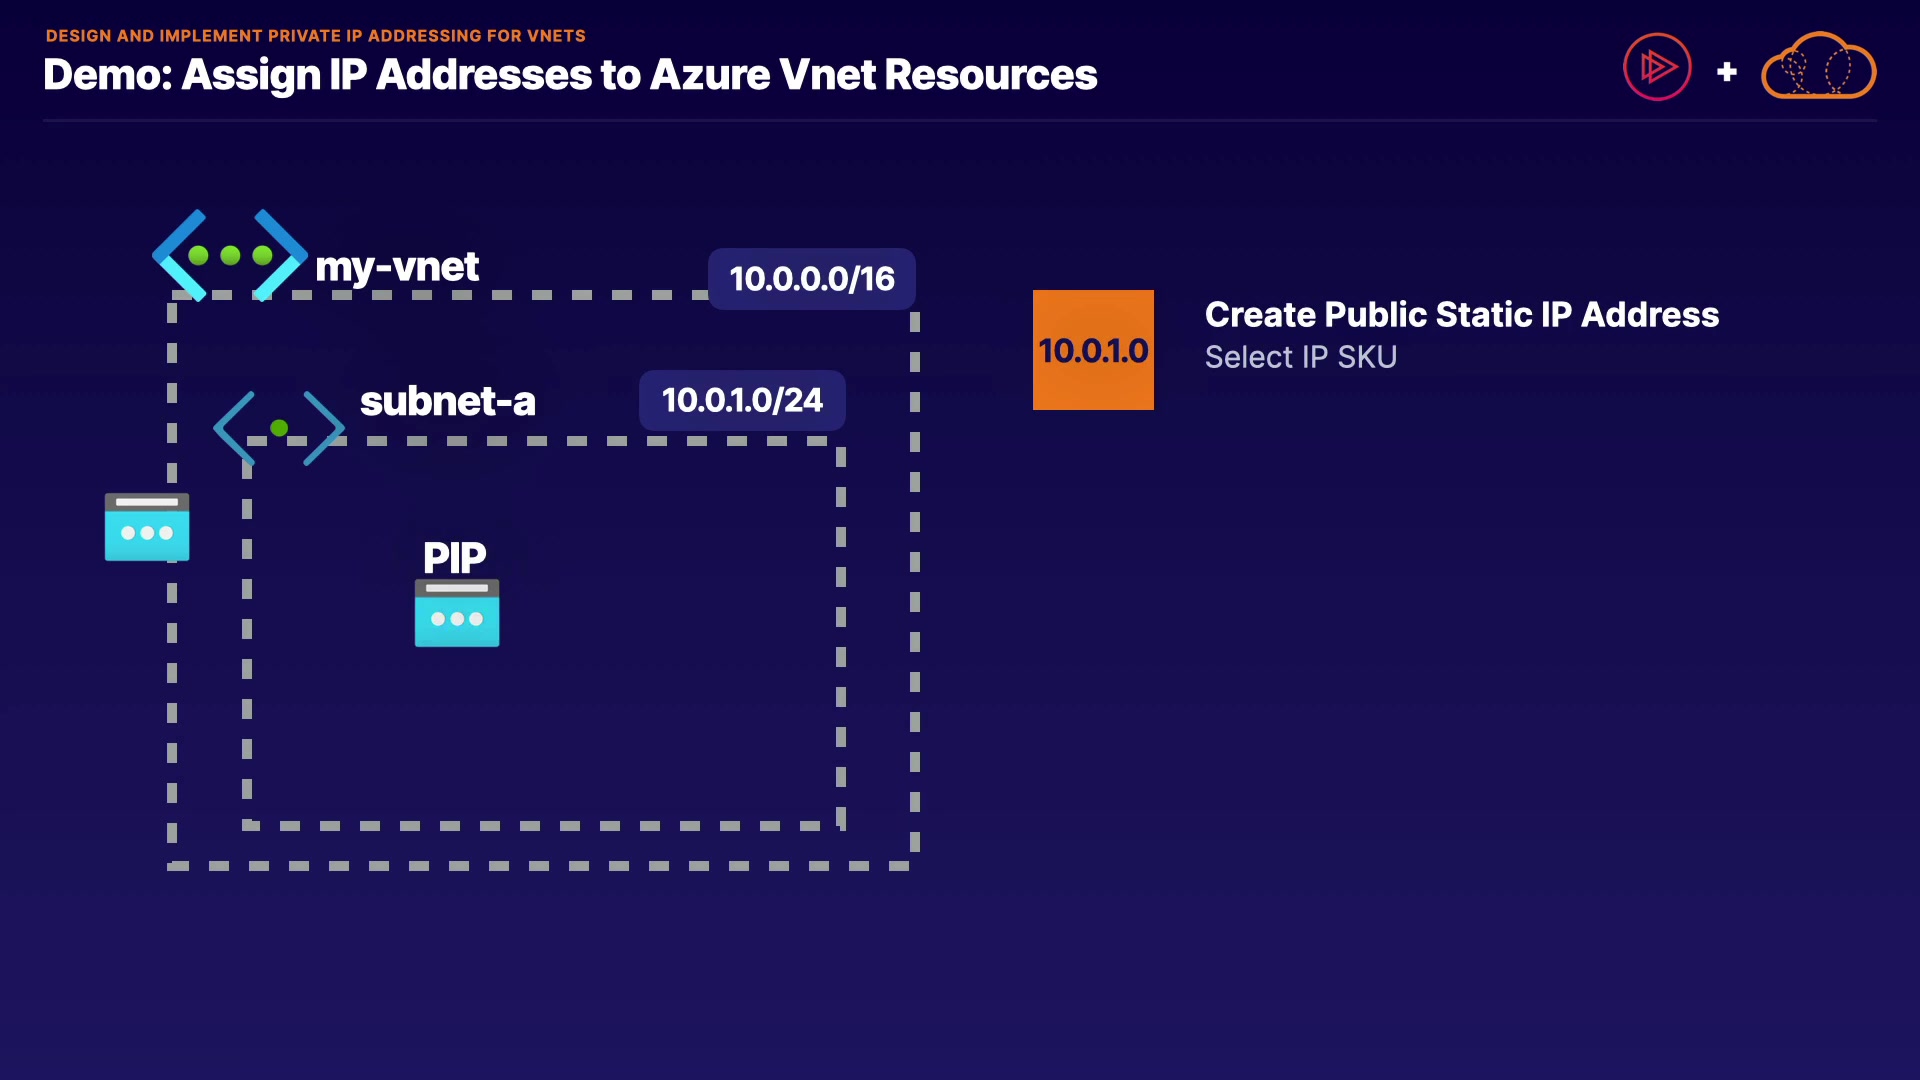 DESIGN AND IMPLEMENT PRIVATE IP ADDRESSING FOR VNETS
Demo: Assign IP Addresses to Azure Vnet Resources
+
my-vnet
10.0.0.0/16
subnet-a
10.0.1.0/24
PIP
10.0.1.0
Create Public Static IP Address
Select IP SKU